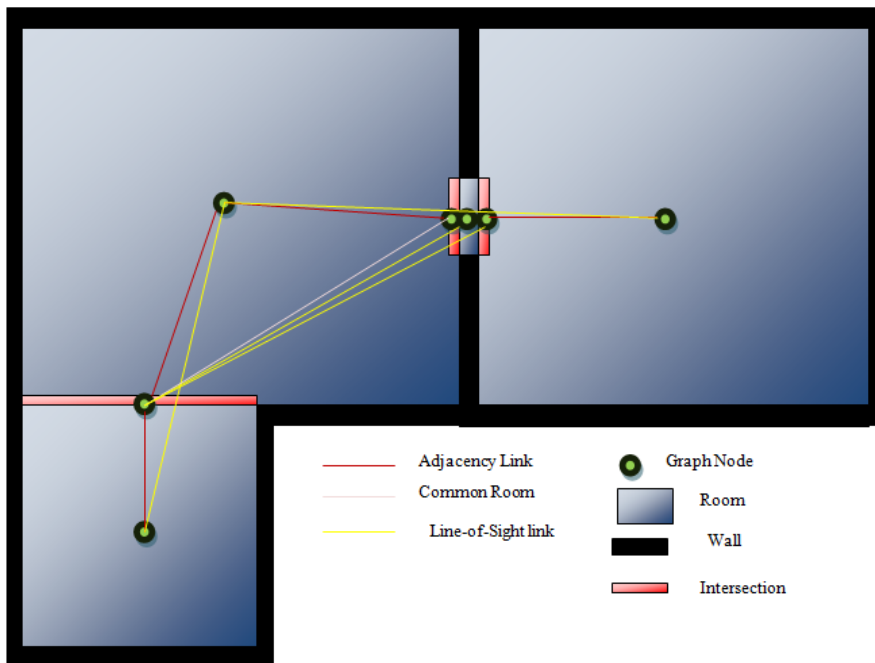 Adjacency Link
Common Room
Line-of-Sight link
Graph Node
Room
Wall
Intersection